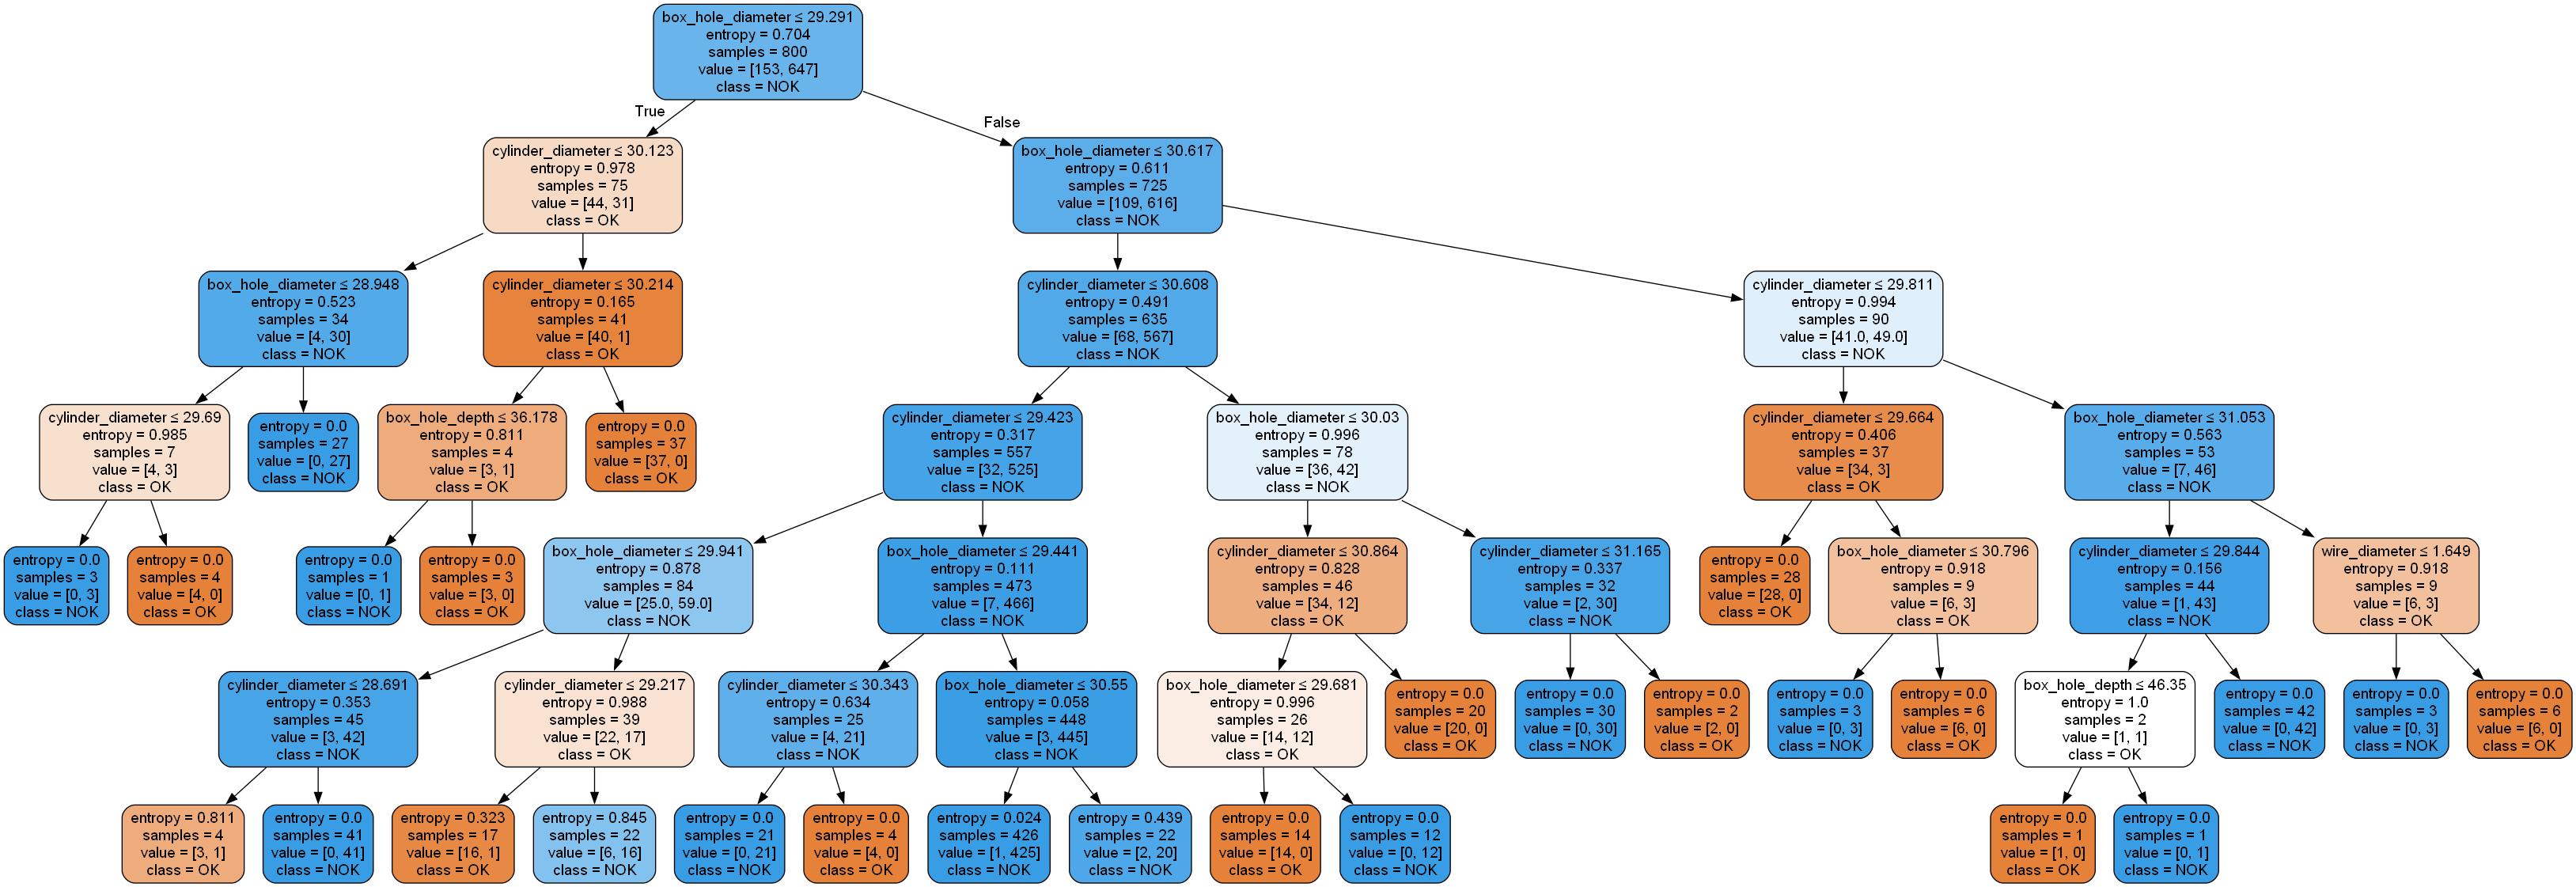 box_hole_diameter ≤ 29.291
entropy = 0.704
samples = 800
value = [153, 647]
class = NOK
True
False
cylinder_diameter ≤ 30.123
entropy = 0.978
samples = 75
value = [44, 31]
class = OK
box_hole_diameter ≤ 30.617
entropy = 0.611
samples = 725
value = [109, 616]
class = NOK
box_hole_diameter ≤ 28.948
entropy = 0.523
samples = 34
value = [4, 30]
class = NOK
cylinder_diameter ≤ 30.214
entropy = 0.165
samples = 41
value = [40, 1]
class = OK
cylinder_diameter ≤ 30.608
entropy = 0.491
samples = 635
value = [68, 567]
class = NOK
cylinder_diameter ≤ 29.811
entropy = 0.994
samples = 90
value = [41.0, 49.0]
class = NOK
cylinder_diameter ≤ 29.69
entropy = 0.985
samples = 7
value = [4, 3]
class = OK
entropy = 0.0
samples = 27
value = [0, 27]
class = NOK
box_hole_depth ≤ 36.178
entropy = 0.811
samples = 4
value = [3, 1]
class = OK
entropy = 0.0
samples = 37
value = [37, 0]
class = OK
cylinder_diameter ≤ 29.423
entropy = 0.317
samples = 557
value = [32, 525]
class = NOK
box_hole_diameter ≤ 30.03
entropy = 0.996
samples = 78
value = [36, 42]
class = NOK
cylinder_diameter ≤ 29.664
entropy = 0.406
samples = 37
value = [34, 3]
class = OK
box_hole_diameter ≤ 31.053
entropy = 0.563
samples = 53
value = [7, 46]
class = NOK
entropy = 0.0
samples = 3
value = [0, 3]
class = NOK
entropy = 0.0
samples = 4
value = [4, 0]
class = OK
entropy = 0.0
samples = 1
value = [0, 1]
class = NOK
entropy = 0.0
samples = 3
value = [3, 0]
class = OK
box_hole_diameter ≤ 29.941
entropy = 0.878
samples = 84
value = [25.0, 59.0]
class = NOK
box_hole_diameter ≤ 29.441
entropy = 0.111
samples = 473
value = [7, 466]
class = NOK
cylinder_diameter ≤ 30.864
entropy = 0.828
samples = 46
value = [34, 12]
class = OK
cylinder_diameter ≤ 31.165
entropy = 0.337
samples = 32
value = [2, 30]
class = NOK
entropy = 0.0
samples = 28
value = [28, 0]
class = OK
box_hole_diameter ≤ 30.796
entropy = 0.918
samples = 9
value = [6, 3]
class = OK
cylinder_diameter ≤ 29.844
entropy = 0.156
samples = 44
value = [1, 43]
class = NOK
wire_diameter ≤ 1.649
entropy = 0.918
samples = 9
value = [6, 3]
class = OK
cylinder_diameter ≤ 28.691
entropy = 0.353
samples = 45
value = [3, 42]
class = NOK
cylinder_diameter ≤ 29.217
entropy = 0.988
samples = 39
value = [22, 17]
class = OK
cylinder_diameter ≤ 30.343
entropy = 0.634
samples = 25
value = [4, 21]
class = NOK
box_hole_diameter ≤ 30.55
entropy = 0.058
samples = 448
value = [3, 445]
class = NOK
box_hole_diameter ≤ 29.681
entropy = 0.996
samples = 26
value = [14, 12]
class = OK
entropy = 0.0
samples = 20
value = [20, 0]
class = OK
entropy = 0.0
samples = 30
value = [0, 30]
class = NOK
entropy = 0.0
samples = 2
value = [2, 0]
class = OK
entropy = 0.0
samples = 3
value = [0, 3]
class = NOK
entropy = 0.0
samples = 6
value = [6, 0]
class = OK
box_hole_depth ≤ 46.35
entropy = 1.0
samples = 2
value = [1, 1]
class = OK
entropy = 0.0
samples = 42
value = [0, 42]
class = NOK
entropy = 0.0
samples = 3
value = [0, 3]
class = NOK
entropy = 0.0
samples = 6
value = [6, 0]
class = OK
entropy = 0.811
samples = 4
value = [3, 1]
class = OK
entropy = 0.0
samples = 41
value = [0, 41]
class = NOK
entropy = 0.323
samples = 17
value = [16, 1]
class = OK
entropy = 0.845
samples = 22
value = [6, 16]
class = NOK
entropy = 0.0
samples = 21
value = [0, 21]
class = NOK
entropy = 0.0
samples = 4
value = [4, 0]
class = OK
entropy = 0.024
samples = 426
value = [1, 425]
class = NOK
entropy = 0.439
samples = 22
value = [2, 20]
class = NOK
entropy = 0.0
samples = 14
value = [14, 0]
class = OK
entropy = 0.0
samples = 12
value = [0, 12]
class = NOK
entropy = 0.0
samples = 1
value = [1, 0]
class = OK
entropy = 0.0
samples = 1
value = [0, 1]
class = NOK